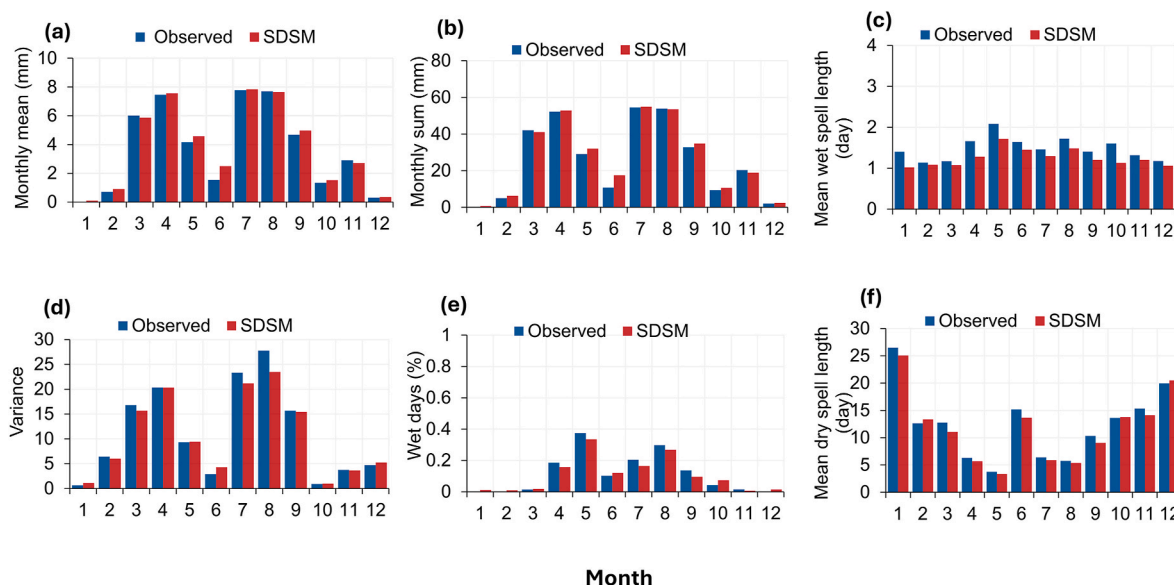 (a)
Observed SDSM
Monthly mean (mm)
10
8
6
4
2
0
1 2 3 4 5 6 7 8 9 10 11 12
(b)
Observed SDSM
Monthly sum (mm)
80
60
40
20
0
1 2 3 4 5 6 7 8 9 10 11 12
(c)
Observed SDSM
Mean wet spell length
(day)
4
3
2
1
0
1 2 3 4 5 6 7 8 9 10 11 12
(d)
Observed SDSM
Variance
30
25
20
15
10
5
0
1 2 3 4 5 6 7 8 9 10 11 12
(e)
Observed SDSM
Wet days (%)
1
0.8
0.6
0.4
0.2
0
1 2 3 4 5 6 7 8 9 10 11 12
(f)
Observed SDSM
Mean dry spell length
(day)
30
25
20
15
10
5
0
1 2 3 4 5 6 7 8 9 10 11 12
Month